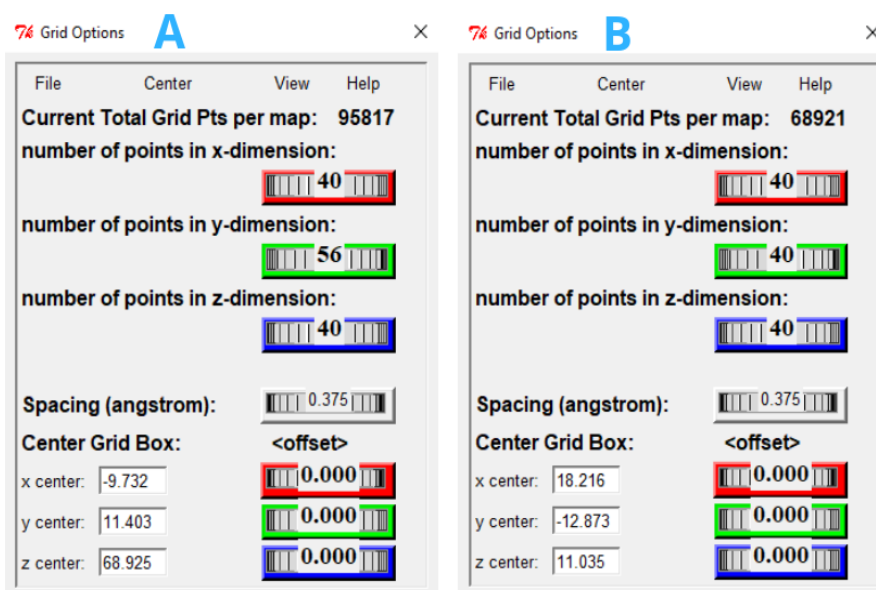 Grid Options A
File Center View Help
Current Total Grid Pts per map: 95817
number of points in x-dimension:
40
number of points in y-dimension:
56
number of points in z-dimension:
40
Spacing (angstrom): 0.375
Center Grid Box: <offset>
x center: -9.732 0.000
y center: 11.403 0.000
z center: 68.925 0.000
Grid Options B
File Center View Help
Current Total Grid Pts per map: 68921
number of points in x-dimension:
40
number of points in y-dimension:
40
number of points in z-dimension:
40
Spacing (angstrom): 0.375
Center Grid Box: <offset>
x center: 18.216 0.000
y center: -12.873 0.000
z center: 11.035 0.000